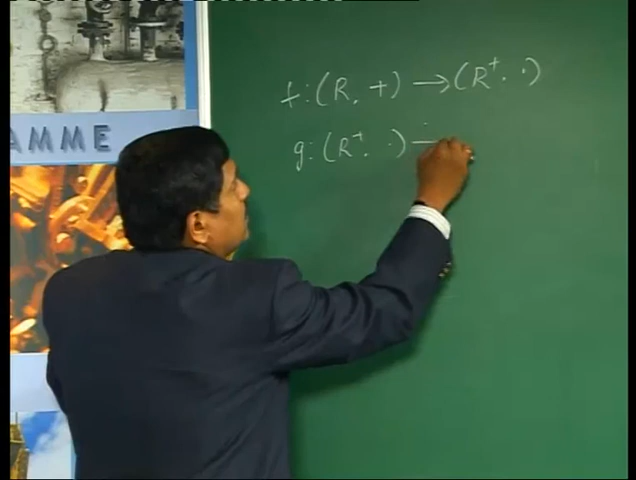 AMME
f: (R, +) → (R⁺, ·)
g: (R⁺, ·) –